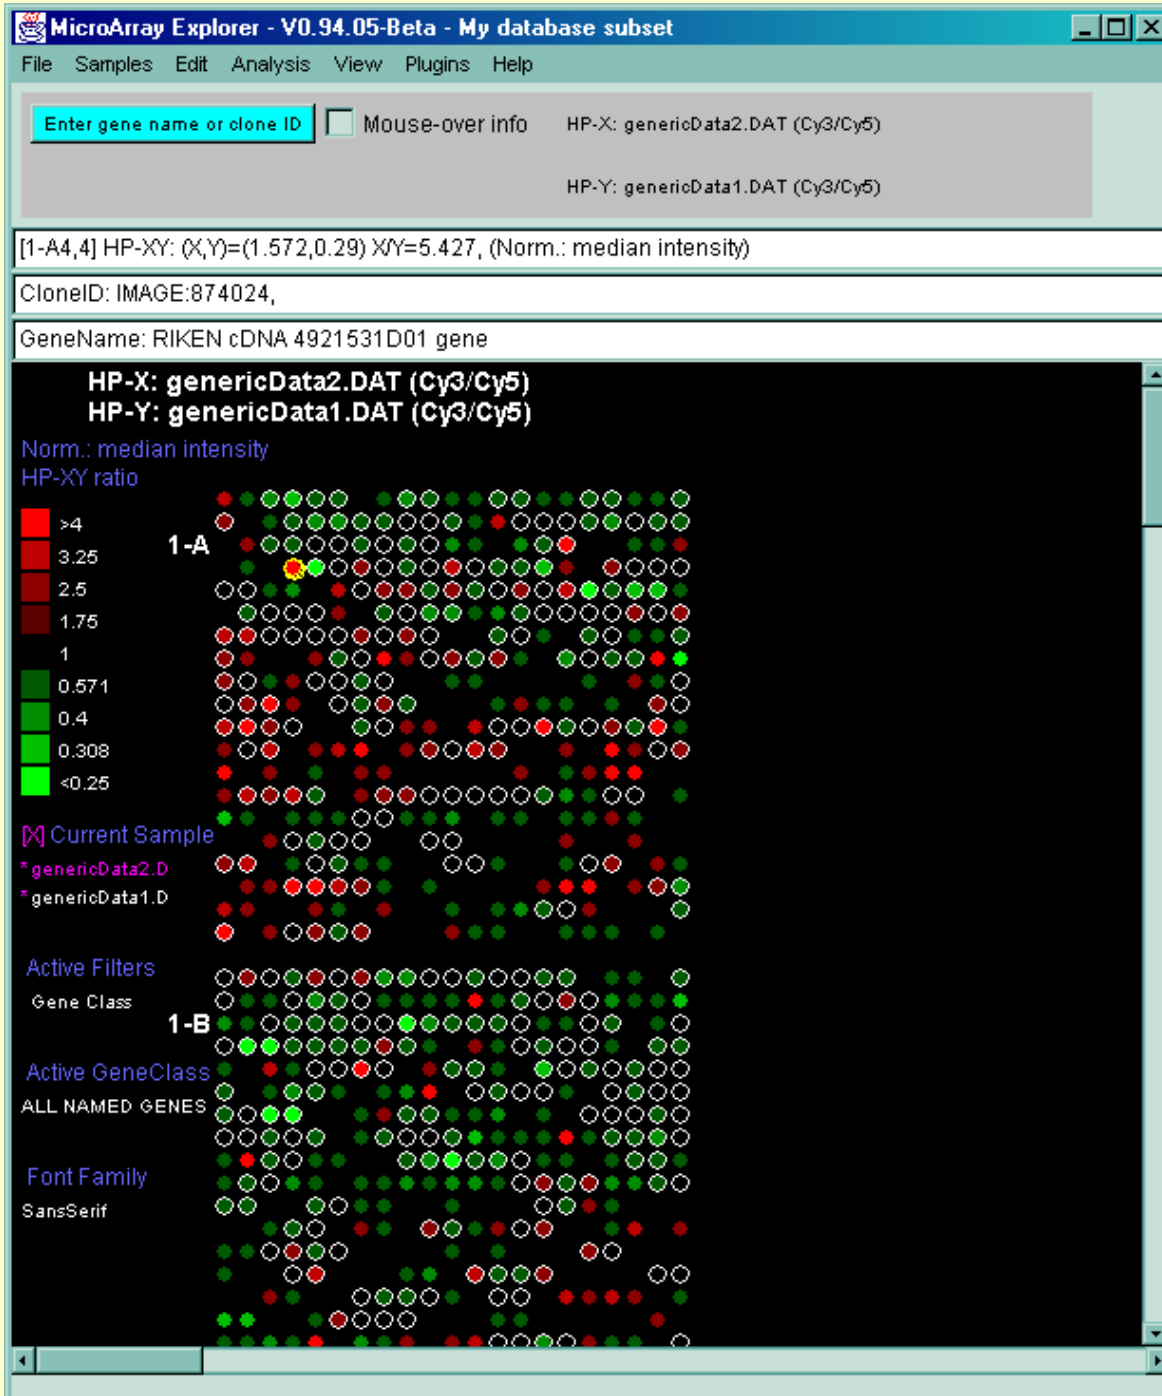 MicroArray Explorer - V0.94.05-Beta - My database subset
File Samples Edit Analysis View Plugins Help
Enter gene name or clone ID Mouse-over info HP-X: genericData2.DAT (Cy3/Cy5)
HP-Y: genericData1.DAT (Cy3/Cy5)
[1-A4,4] HP-XY: (X,Y)=(1.572,0.29) X/Y=5.427, (Norm.: median intensity)
CloneID: IMAGE:874024,
GeneName: RIKEN cDNA 4921531D01 gene
HP-X: genericData2.DAT (Cy3/Cy5)
HP-Y: genericData1.DAT (Cy3/Cy5)
Norm.: median intensity
HP-XY ratio
>4
3.25
1-A
2.5
1.75
1
0.571
0.4
0.308
<0.25
[X] Current Sample
*genericData2.D
*genericData1.D
Active Filters
Gene Class
1-B
Active GeneClass
ALL NAMED GENES
Font Family
SansSerif